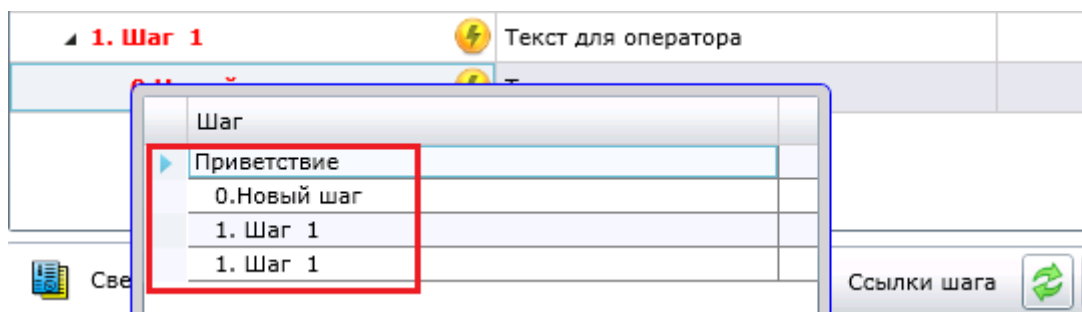 1. Шаг 1
Текст для оператора
Шаг
Приветствие
0.Новый шаг
1. Шаг 1
1. Шаг 1
Све
Ссылки шага